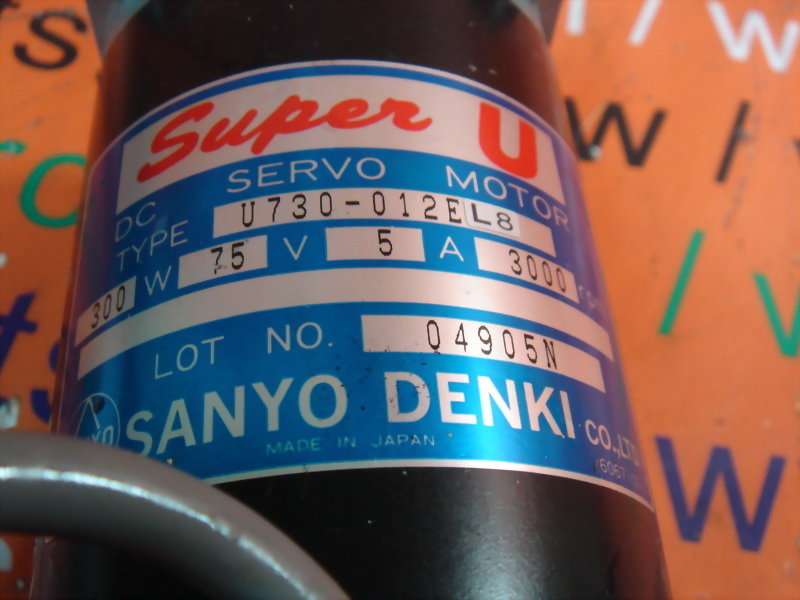 Super U
DC SERVO MOTOR
TYPE U730-012EL8
300 W 75 V 5 A 3000
LOT NO. Q4905N
SANYO DENKI CO.,LTD
MADE IN JAPAN